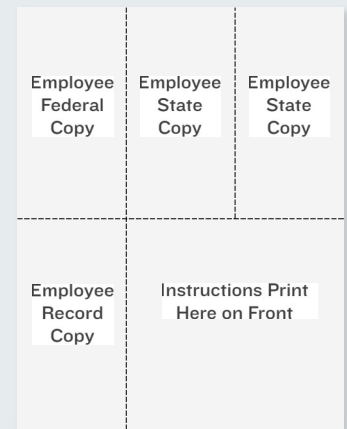 Employee
Federal
Copy
Employee
State
Copy
Employee
State
Copy
Employee
Record
Copy
Instructions Print
Here on Front